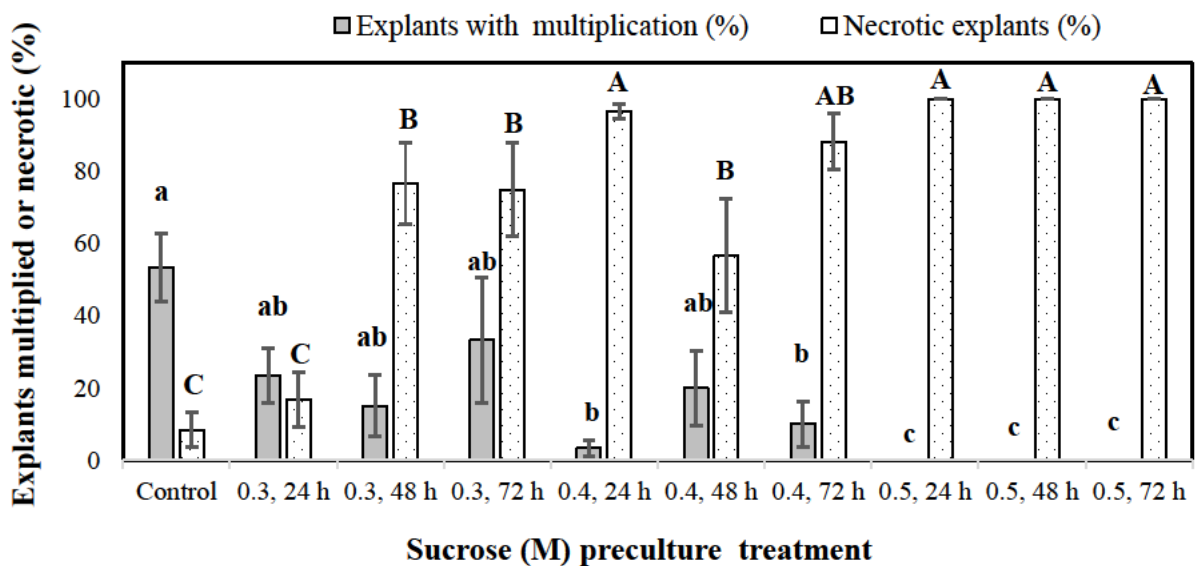 Explants with multiplication (%) Necrotic explants (%)
Explants multiplied or necrotic (%)
100
80
60
40
20
0
a C
ab C
ab B
ab B
b A
ab B
b AB
c A
c A
c A
Control 0.3, 24 h 0.3, 48 h 0.3, 72 h 0.4, 24 h 0.4, 48 h 0.4, 72 h 0.5, 24 h 0.5, 48 h 0.5, 72 h
Sucrose (M) preculture treatment